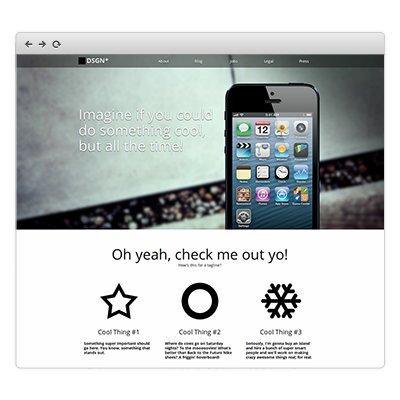 DSGN*
About Blog Jobs Legal Press
Imagine if you could
do something cool,
but all the time!
Oh yeah, check me out yo!
How's this for a tagline?
Cool Thing #1
Something super important should
go here. You know, something that
stands out.
Cool Thing #2
Where do cows go on Saturday
nights? To the mooooovies! What's
better than Back to the Future Nike
shoes? A friggin' hoverboard!
Cool Thing #3
Seriously, I'm gonna buy an island
and hire a bunch of super smart
people and we'll work on making
crazy awesome things real, for real.